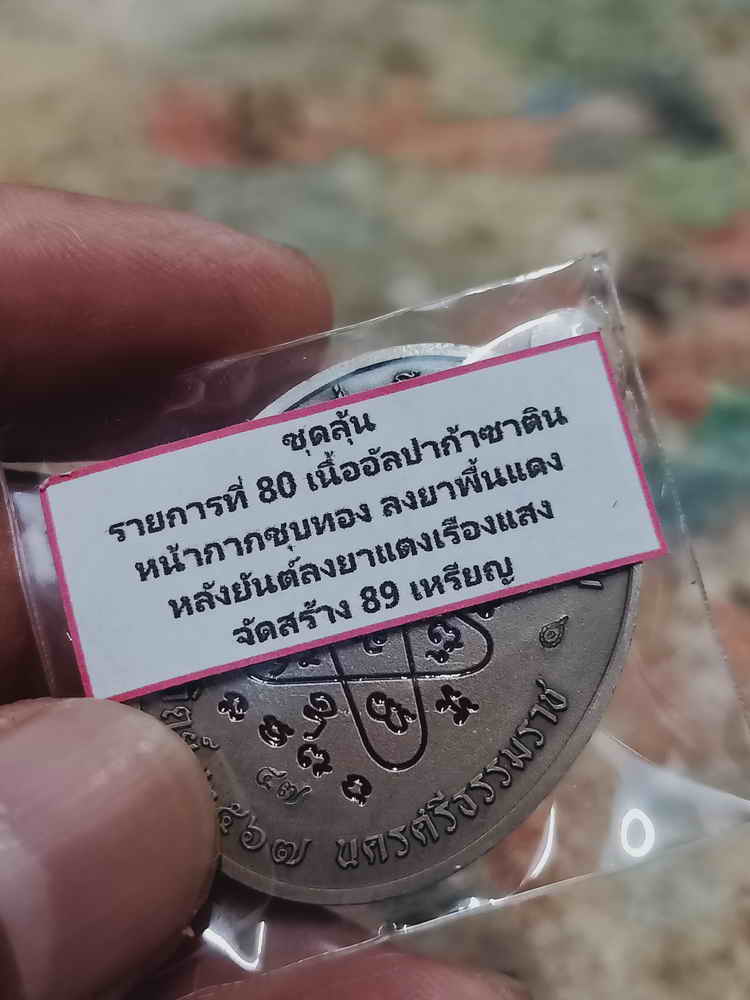 ชุดลุ้น
รายการที่ 80 เนื้ออัลปาก้าซาติน
หน้ากากชุบทอง ลงยาพื้นแดง
หลังยันต์ลงยาแดงเรืองแสง
จัดสร้าง 89 เหรียญ
๔๗
๕๖๗ นครศรีธรรมราช